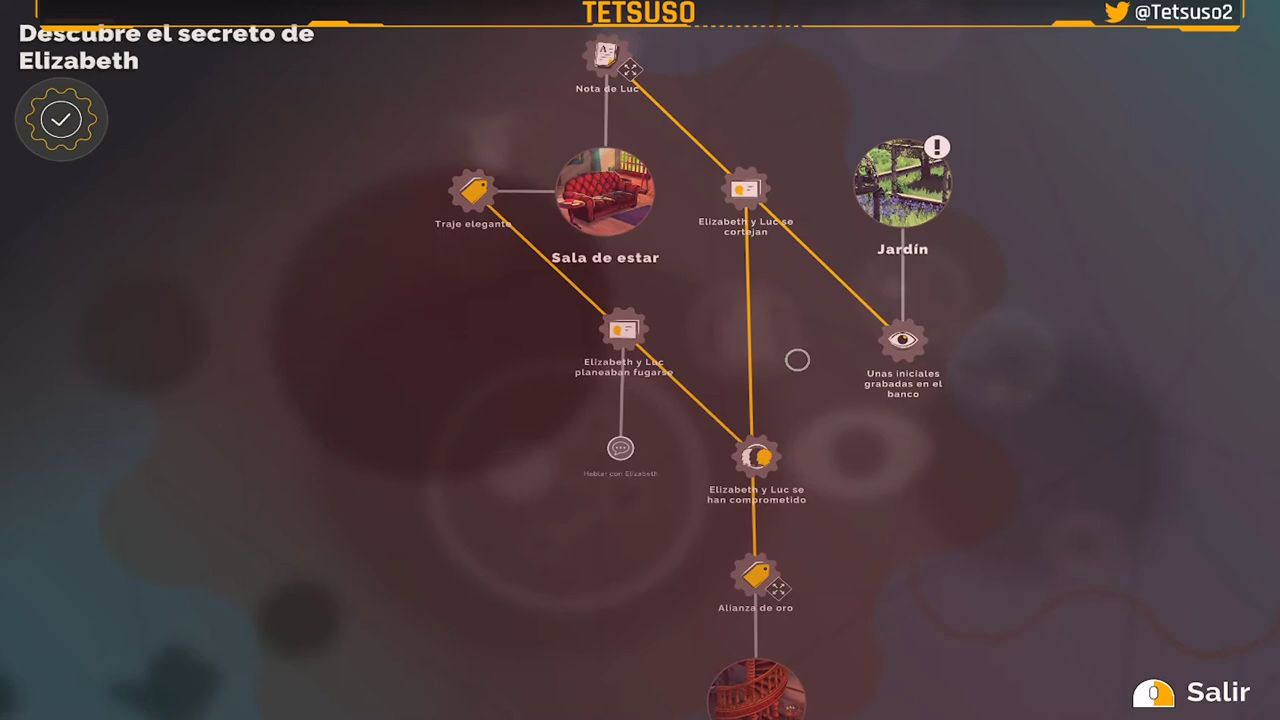 TETSUSO
@Tetsuso2
Descubre el secreto de
Elizabeth
Nota de Luc
Traje elegante
Sala de estar
Elizabeth y Luc se
cortejan
Jardín
Elizabeth y Luc
planeaban fugarse
Unas iniciales
grabadas en el
banco
Hablar con Elizabeth
Elizabeth y Luc se
han comprometido
Alianza de oro
Salir